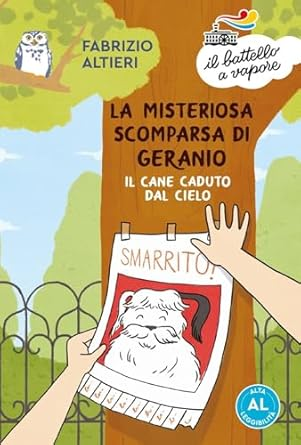 FABRIZIO
ALTIERI
il battello
a vapore
LA MISTERIOSA
SCOMPARSA DI
GERANIO
IL CANE CADUTO
DAL CIELO
SMARRITO!
ALTA
AL
LEGGIBILITÀ